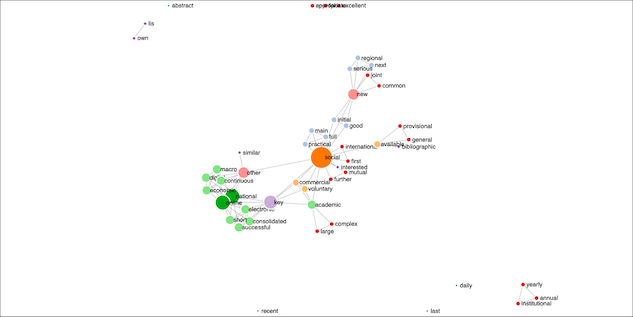 abstract
excellent
lis
own
regional
next
serious
joint
common
new
initial
good
provisional
main
full
general
practical
available
bibliographic
international
similar
social
first
interested
macro
other
mutual
continuous
further
commercial
voluntary
economic
national
key
academic
electronic
short
consolidated
successful
complex
large
daily
yearly
annual
institutional
recent
last